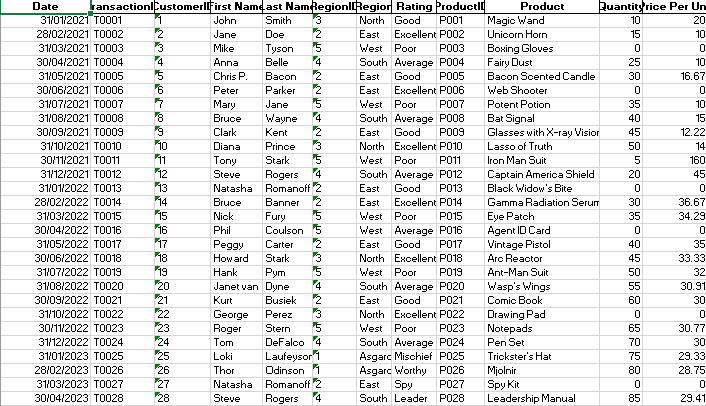 Date ransactionI CustomerID First Name Last Name RegionID Region Rating ProductID Product Quantity Price Per Un
31/01/2021 T0001 1 John Smith 3 North Good P001 Magic Wand 10 20
28/02/2021 T0002 2 Jane Doe 2 East Excellent P002 Unicorn Horn 15 10
31/03/2021 T0003 3 Mike Tyson 5 West Poor P003 Boxing Gloves 0 0
30/04/2021 T0004 4 Anna Belle 4 South Average P004 Fairy Dust 25 10
31/05/2021 T0005 5 Chris P. Bacon 2 East Good P005 Bacon Scented Candle 30 16.67
30/06/2021 T0006 6 Peter Parker 2 East Excellent P006 Web Shooter 0 0
31/07/2021 T0007 7 Mary Jane 5 West Poor P007 Potent Potion 35 10
31/08/2021 T0008 8 Bruce Wayne 4 South Average P008 Bat Signal 40 15
30/09/2021 T0009 9 Clark Kent 2 East Good P009 Glasses with X-ray Vision 45 12.22
31/10/2021 T0010 10 Diana Prince 3 North Excellent P010 Lasso of Truth 50 14
30/11/2021 T0011 11 Tony Stark 5 West Poor P011 Iron Man Suit 5 160
31/12/2021 T0012 12 Steve Rogers 4 South Average P012 Captain America Shield 20 45
31/01/2022 T0013 13 Natasha Romanoff 2 East Good P013 Black Widow's Bite 0 0
28/02/2022 T0014 14 Bruce Banner 2 East Excellent P014 Gamma Radiation Serum 30 36.67
31/03/2022 T0015 15 Nick Fury 5 West Poor P015 Eye Patch 35 34.29
30/04/2022 T0016 16 Phil Coulson 5 West Average P016 Agent ID Card 0 0
31/05/2022 T0017 17 Peggy Carter 2 East Good P017 Vintage Pistol 40 35
30/06/2022 T0018 18 Howard Stark 3 North Excellent P018 Arc Reactor 45 33.33
31/07/2022 T0019 19 Hank Pym 5 West Poor P019 Ant-Man Suit 50 32
31/08/2022 T0020 20 Janet van Dyne 4 South Average P020 Wasp's Wings 55 30.91
30/09/2022 T0021 21 Kurt Busiek 2 East Good P021 Comic Book 60 30
31/10/2022 T0022 22 George Perez 3 North Excellent P022 Drawing Pad 0 0
30/11/2022 T0023 23 Roger Stern 5 West Poor P023 Notepads 65 30.77
31/12/2022 T0024 24 Tom DeFalco 4 South Average P024 Pen Set 70 30
31/01/2023 T0025 25 Loki Laufeyson 1 Asgard Mischief P025 Trickster's Hat 75 29.33
28/02/2023 T0026 26 Thor Odinson 1 Asgard Worthy P026 Mjolnir 80 28.75
31/03/2023 T0027 27 Natasha Romanoff 2 East Spy P027 Spy Kit 0 0
30/04/2023 T0028 28 Steve Rogers 4 South Leader P028 Leadership Manual 85 29.41